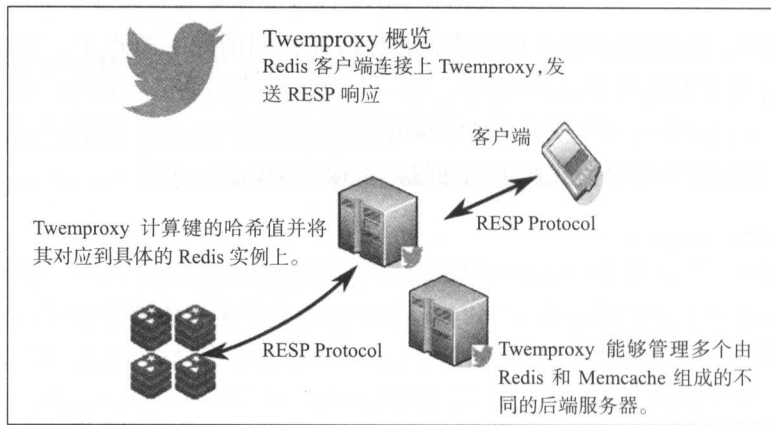 Twemproxy 概览
Redis 客户端连接上 Twemproxy,发
送 RESP 响应
客户端
RESP Protocol
Twemproxy 计算键的哈希值并将
其对应到具体的 Redis 实例上。
RESP Protocol
Twemproxy 能够管理多个由
Redis 和 Memcache 组成的不
同的后端服务器。